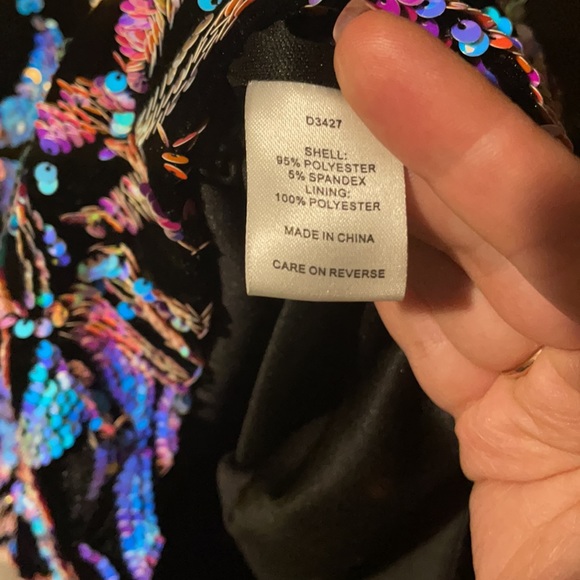 D3427
SHELL:
95% POLYESTER
5% SPANDEX
LINING:
100% POLYESTER
MADE IN CHINA
CARE ON REVERSE